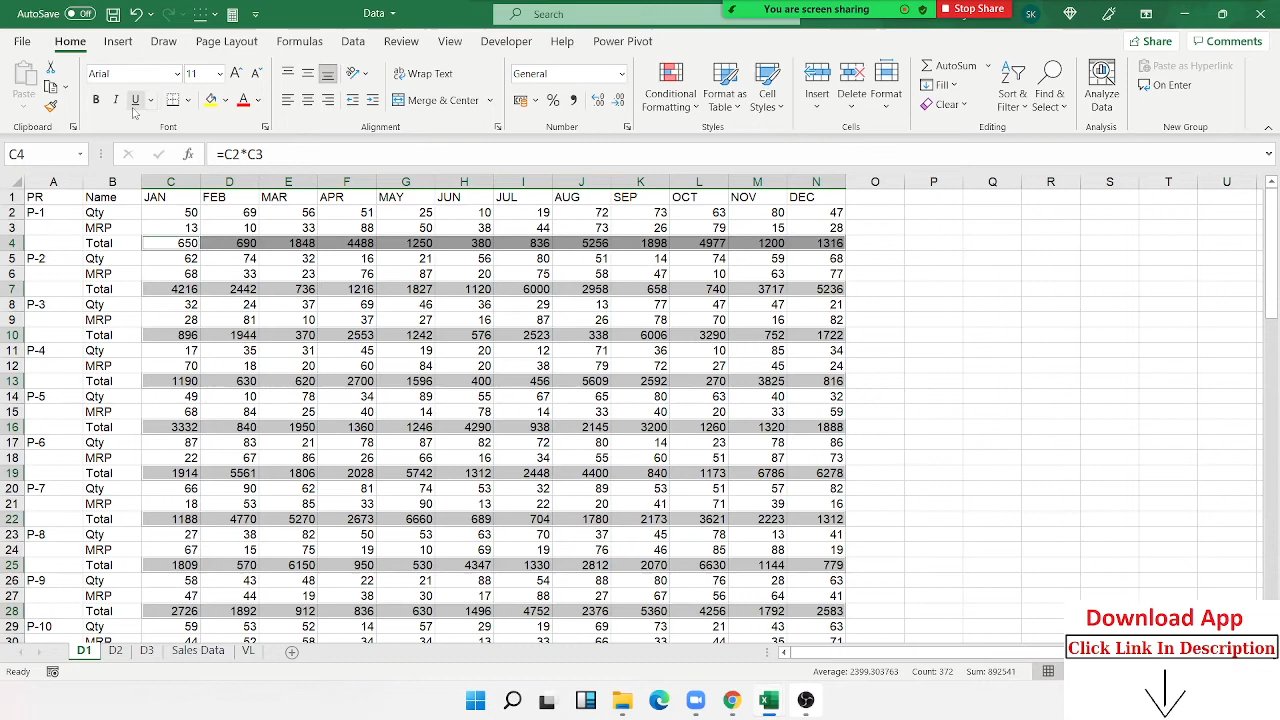 AutoSave Off Data Search You are screen sharing Stop Share SK
File Home Insert Draw Page Layout Formulas Data Review View Developer Help Power Pivot Share Comments
Paste Arial 11 Wrap Text General Conditional Formatting Format as Table Cell Styles Insert Delete Format AutoSum Fill Clear Sort & Filter Find & Select Analyze Data Paste as Hyperlink On Enter
B I U Merge & Center
Clipboard Font Alignment Number Styles Cells Editing Analysis New Group
C4 fx =C2*C3
A B C D E F G H I J K L M N O P Q R S T U
1 PR Name JAN FEB MAR APR MAY JUN JUL AUG SEP OCT NOV DEC
2 P-1 Qty 50 69 56 51 25 10 19 72 73 63 80 47
3 MRP 13 10 33 88 50 38 44 73 26 79 15 28
4 Total 650 690 1848 4488 1250 380 836 5256 1898 4977 1200 1316
5 P-2 Qty 62 74 32 16 21 56 80 51 14 74 59 68
6 MRP 68 33 23 76 87 20 75 58 47 10 63 77
7 Total 4216 2442 736 1216 1827 1120 6000 2958 658 740 3717 5236
8 P-3 Qty 32 24 37 69 46 36 29 13 77 47 47 21
9 MRP 28 81 10 37 27 16 87 26 78 70 16 82
10 Total 896 1944 370 2553 1242 576 2523 338 6006 3290 752 1722
11 P-4 Qty 17 35 31 45 19 20 12 71 36 10 85 34
12 MRP 70 18 20 60 84 20 38 79 72 27 45 24
13 Total 1190 630 620 2700 1596 400 456 5609 2592 270 3825 816
14 P-5 Qty 49 10 78 34 89 55 67 65 80 63 40 32
15 MRP 68 84 25 40 14 78 14 33 40 20 33 59
16 Total 3332 840 1950 1360 1246 4290 938 2145 3200 1260 1320 1888
17 P-6 Qty 87 83 21 78 87 82 72 80 14 23 78 86
18 MRP 22 67 86 26 66 16 34 55 60 51 87 73
19 Total 1914 5561 1806 2028 5742 1312 2448 4400 840 1173 6786 6278
20 P-7 Qty 66 90 62 81 74 53 32 89 53 51 57 82
21 MRP 18 53 85 33 90 13 22 20 41 71 39 16
22 Total 1188 4770 5270 2673 6660 689 704 1780 2173 3621 2223 1312
23 P-8 Qty 27 38 82 50 53 63 70 37 45 78 13 41
24 MRP 67 15 75 19 10 69 19 76 46 85 88 19
25 Total 1809 570 6150 950 530 4347 1330 2812 2070 6630 1144 779
26 P-9 Qty 58 43 48 22 21 88 54 88 80 76 28 63
27 MRP 47 44 19 38 30 17 88 27 67 56 64 41
28 Total 2726 1892 912 836 630 1496 4752 2376 5360 4256 1792 2583
29 P-10 Qty 59 53 52 14 57 29 19 69 73 21 43 63
30 MRP 44 52 58 34 34 33 66 33 44 35 71
Download App
Click Link In Description
D1 D2 D3 Sales Data VL
Ready Average: 2399.303763 Count: 372 Sum: 892541